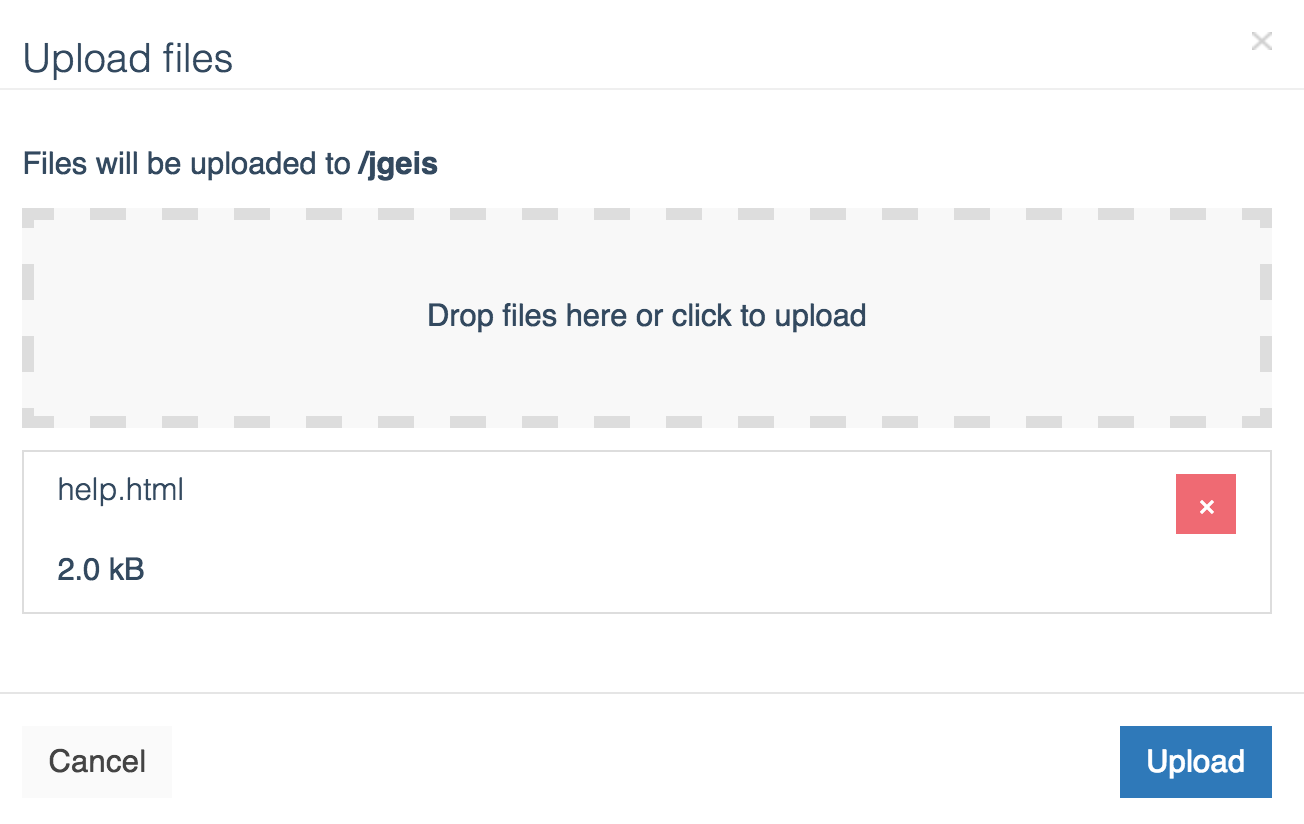 Upload files
Files will be uploaded to /jgeis
Drop files here or click to upload
help.html
2.0 kB
Cancel
Upload